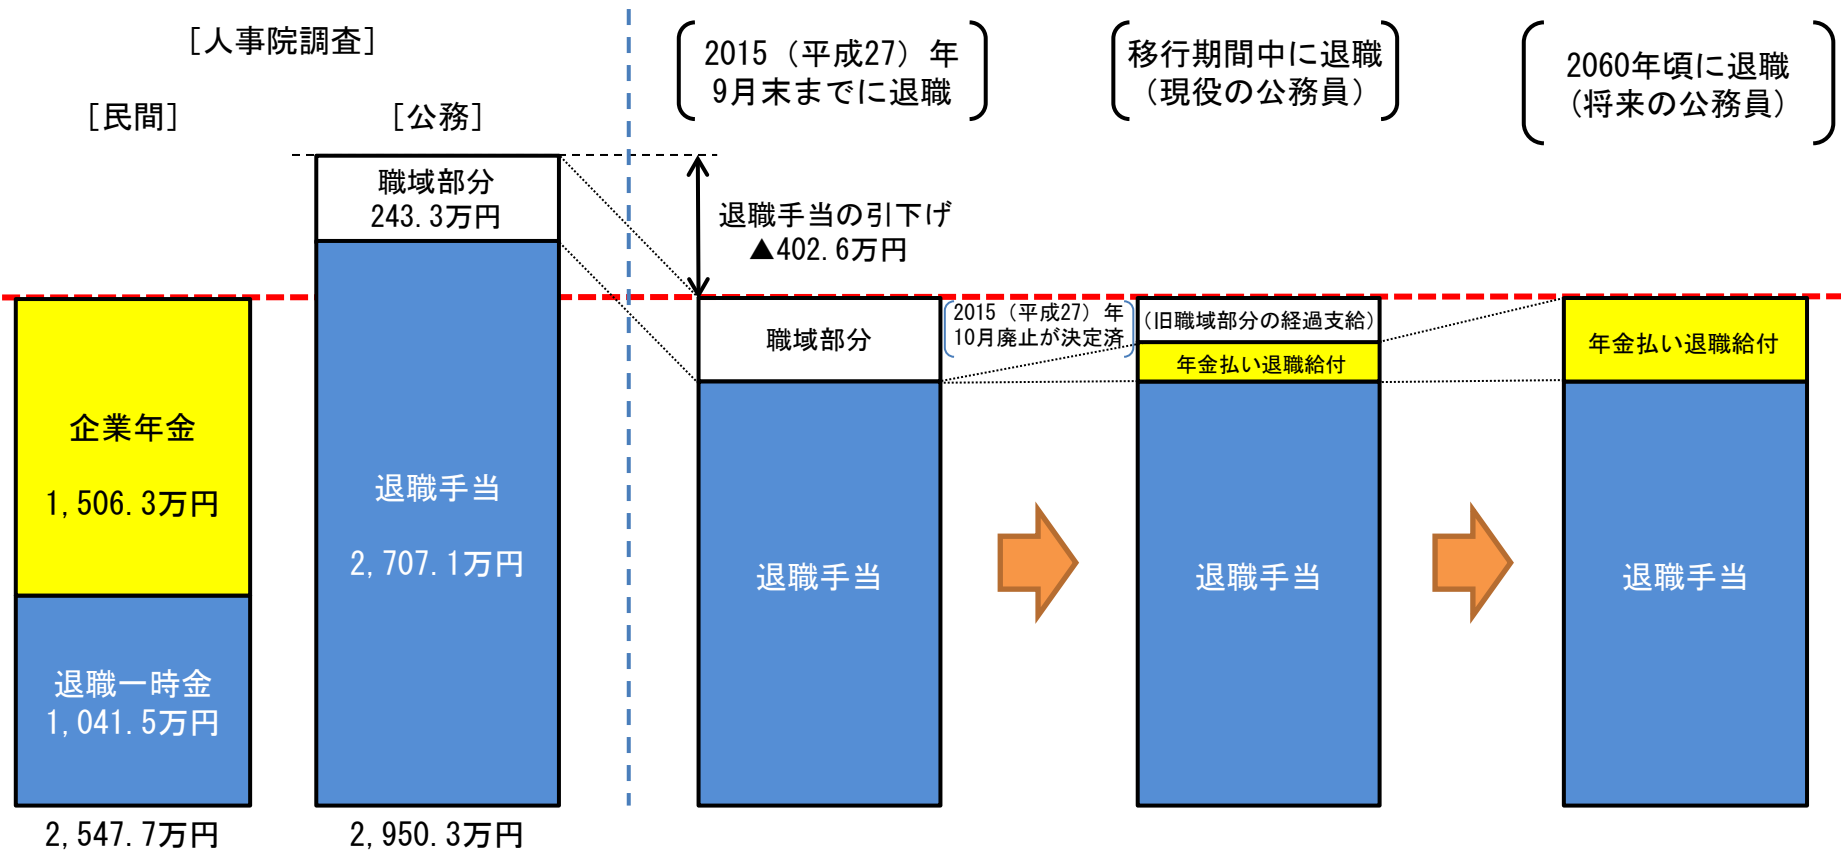 ［人事院調査］
［民間］
［公務］
企業年金
1,506.3万円
退職一時金
1,041.5万円
2,547.7万円
職域部分
243.3万円
退職手当
2,707.1万円
2,950.3万円
2015（平成27）年
9月末までに退職
退職手当の引下げ
▲402.6万円
職域部分
退職手当
2015（平成27）年
10月廃止が決定済
移行期間中に退職
（現役の公務員）
（旧職域部分の経過支給）
年金払い退職給付
退職手当
2060年頃に退職
（将来の公務員）
年金払い退職給付
退職手当